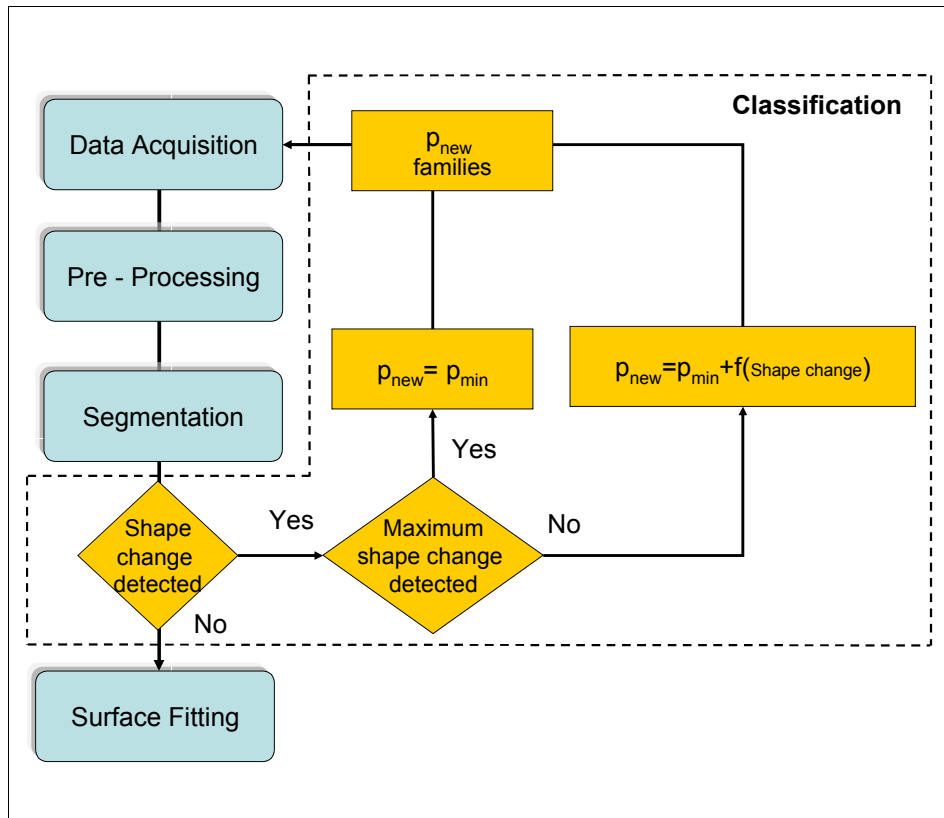 Classification
Data Acquisition
p_new
families
Pre - Processing
p_new= p_min
p_new=p_min+f(Shape change)
Segmentation
Yes
Shape
change
detected
Yes
Maximum
shape change
detected
No
No
Surface Fitting